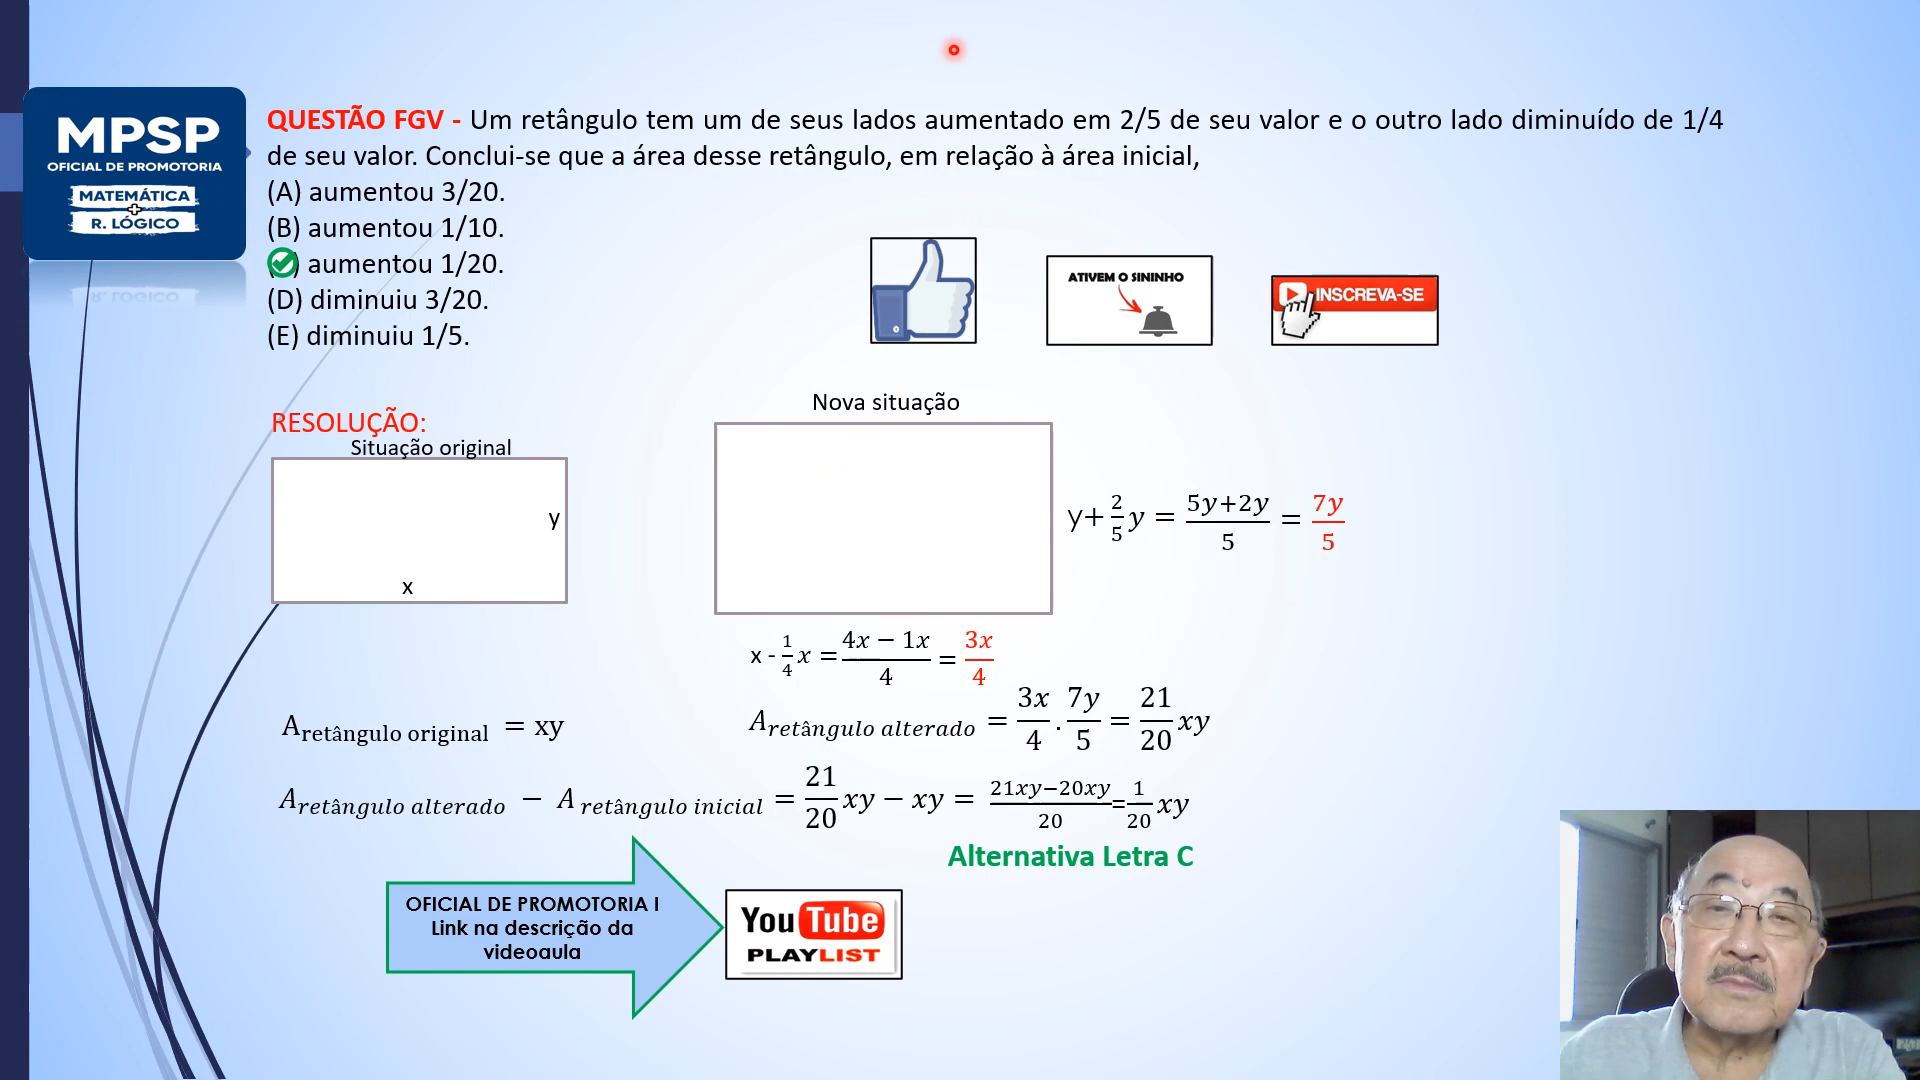 MPSP
OFICIAL DE PROMOTORIA
MATEMÁTICA
+
R. LÓGICO
QUESTÃO FGV - Um retângulo tem um de seus lados aumentado em 2/5 de seu valor e o outro lado diminuído de 1/4
de seu valor. Conclui-se que a área desse retângulo, em relação à área inicial,
(A) aumentou 3/20.
(B) aumentou 1/10.
aumentou 1/20.
(D) diminuiu 3/20.
(E) diminuiu 1/5.
ATIVEM O SININHO
INSCREVA-SE
RESOLUÇÃO:
Situação original
y
x
Nova situação
y+ 2/5 y = (5y+2y)/5 = 7y/5
x - 1/4 x = (4x − 1x)/4 = 3x/4
A retângulo original = xy
A retângulo alterado = 3x/4 . 7y/5 = 21/20 xy
A retângulo alterado − A retângulo inicial = 21/20 xy − xy = (21xy−20xy)/20 = 1/20 xy
Alternativa Letra C
OFICIAL DE PROMOTORIA I
Link na descrição da
videoaula
YouTube
PLAYLIST